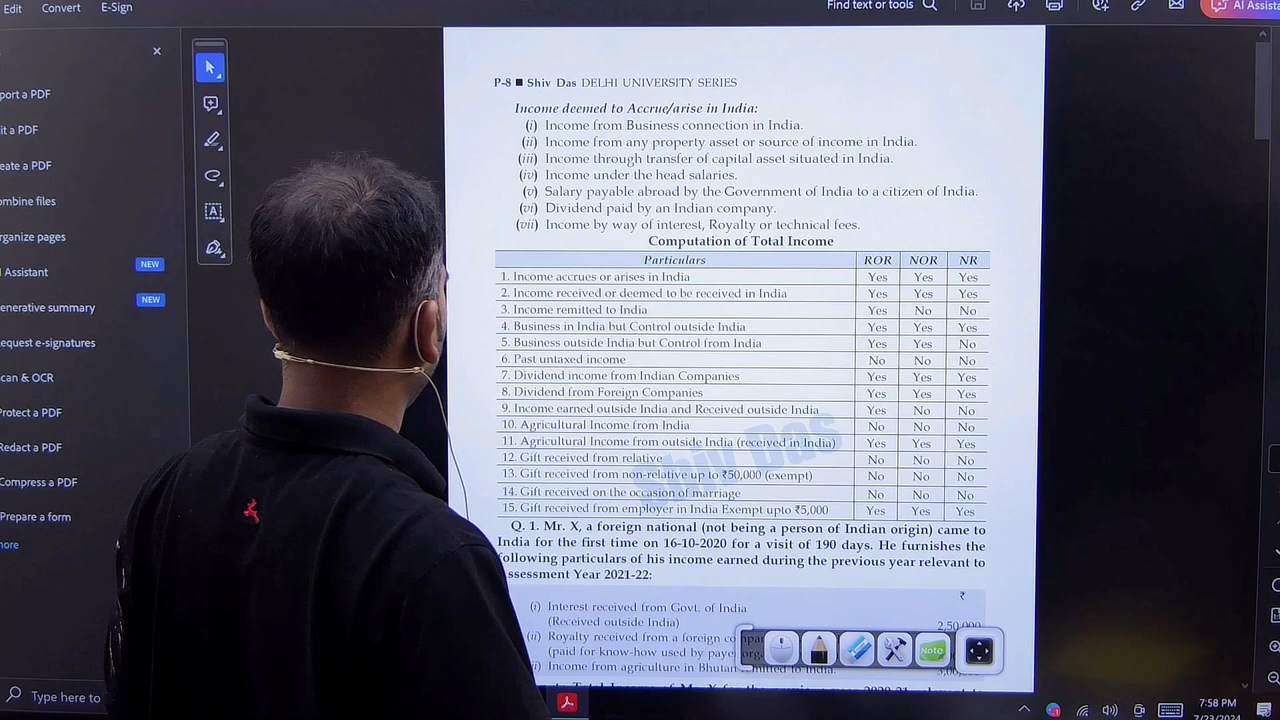 Edit Convert E-Sign
Find text or tools
AI Assista
port a PDF
it a PDF
eate a PDF
ombine files
rganize pages
I Assistant NEW
enerative summary NEW
equest e-signatures
can & OCR
Protect a PDF
Redact a PDF
Compress a PDF
Prepare a form
ore
P-8 ■ Shiv Das DELHI UNIVERSITY SERIES
Income deemed to Accrue/arise in India:
(i) Income from Business connection in India.
(ii) Income from any property asset or source of income in India.
(iii) Income through transfer of capital asset situated in India.
(iv) Income under the head salaries.
(v) Salary payable abroad by the Government of India to a citizen of India.
(vi) Dividend paid by an Indian company.
(vii) Income by way of interest, Royalty or technical fees.
Computation of Total Income
Particulars ROR NOR NR
1. Income accrues or arises in India Yes Yes Yes
2. Income received or deemed to be received in India Yes Yes Yes
3. Income remitted to India Yes No No
4. Business in India but Control outside India Yes Yes Yes
5. Business outside India but Control from India Yes Yes No
6. Past untaxed income No No No
7. Dividend income from Indian Companies Yes Yes Yes
8. Dividend from Foreign Companies Yes Yes Yes
9. Income earned outside India and Received outside India Yes No No
10. Agricultural Income from India No No No
11. Agricultural Income from outside India (received in India) Yes Yes Yes
12. Gift received from relative No No No
13. Gift received from non-relative up to ₹50,000 (exempt) No No No
14. Gift received on the occasion of marriage No No No
15. Gift received from employer in India Exempt upto ₹5,000 Yes Yes Yes
Shiv Das
Q. 1. Mr. X, a foreign national (not being a person of Indian origin) came to
India for the first time on 16-10-2020 for a visit of 190 days. He furnishes the
following particulars of his income earned during the previous year relevant to
ssessment Year 2021-22:
₹
(i) Interest received from Govt. of India
(Received outside India) 2,50,000
(ii) Royalty received from a foreign
(paid for know-how used by
Income from agriculture in Bhutan remitted to India.
Note
Type here to
7:58 PM